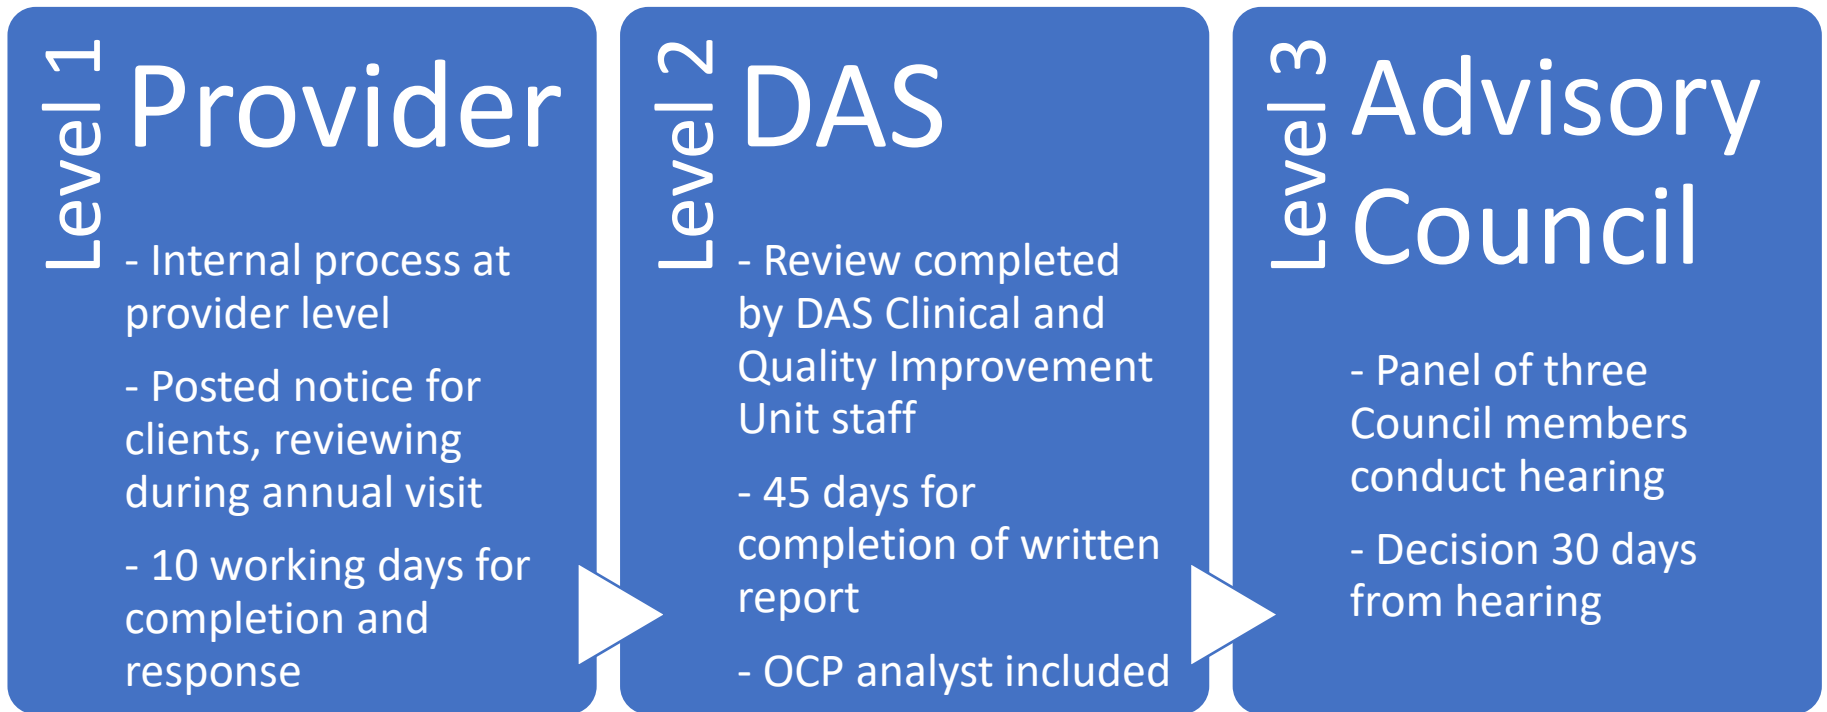 Level 1
Provider
- Internal process at
provider level
- Posted notice for
clients, reviewing
during annual visit
- 10 working days for
completion and
response
Level 2
DAS
- Review completed
by DAS Clinical and
Quality Improvement
Unit staff
- 45 days for
completion of written
report
- OCP analyst included
Level 3
Advisory
Council
- Panel of three
Council members
conduct hearing
- Decision 30 days
from hearing